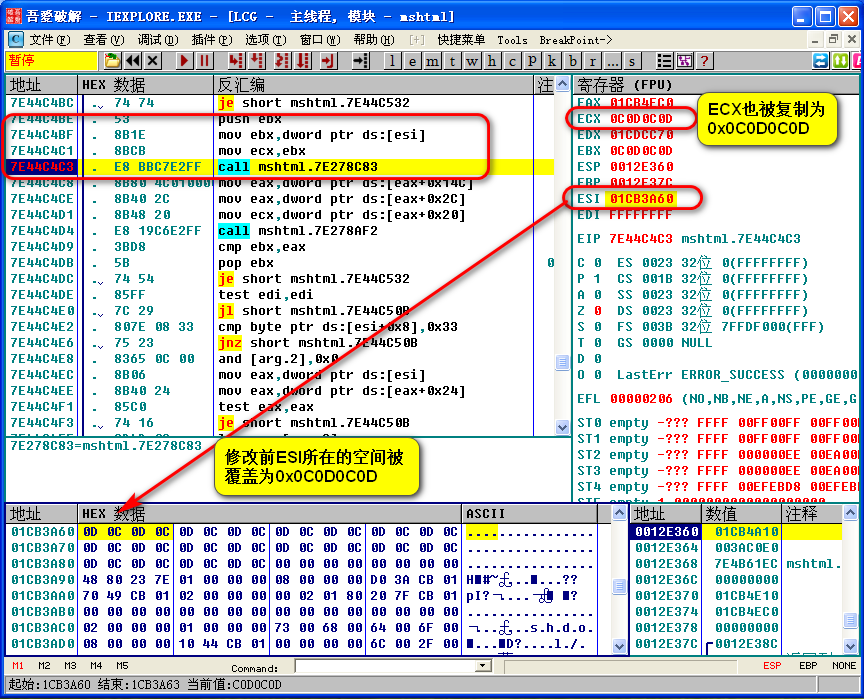 吾爱破解 - IEXPLORE.EXE - [LCG - 主线程, 模块 - mshtml]
文件(F) 查看(V) 调试(D) 插件(P) 选项(T) 窗口(W) 帮助(H) [+] 快捷菜单 Tools BreakPoint->
暂停 l e m t w h c p k b r ... s ?
地址 HEX 数据 反汇编 注
7E44C4BC . 74 74 je short mshtml.7E44C532
7E44C4BE . 53 push ebx
7E44C4BF . 8B1E mov ebx,dword ptr ds:[esi]
7E44C4C1 . 8BCB mov ecx,ebx
7E44C4C3 . E8 BBC7E2FF call mshtml.7E278C83
7E44C4C8 . 8B80 4C01000 mov eax,dword ptr ds:[eax+0x14C]
7E44C4CE . 8B40 2C mov eax,dword ptr ds:[eax+0x2C]
7E44C4D1 . 8B48 20 mov ecx,dword ptr ds:[eax+0x20]
7E44C4D4 . E8 19C6E2FF call mshtml.7E278AF2
7E44C4D9 . 3BD8 cmp ebx,eax
7E44C4DB . 5B pop ebx 0
7E44C4DC . 74 54 je short mshtml.7E44C532
7E44C4DE . 85FF test edi,edi
7E44C4E0 . 7C 29 jl short mshtml.7E44C50B
7E44C4E2 . 807E 08 33 cmp byte ptr ds:[esi+0x8],0x33
7E44C4E6 . 75 23 jnz short mshtml.7E44C50B
7E44C4E8 . 8365 0C 00 and [arg.2],0x0
7E44C4EC . 8B06 mov eax,dword ptr ds:[esi]
7E44C4EE . 8B40 24 mov eax,dword ptr ds:[eax+0x24]
7E44C4F1 . 85C0 test eax,eax
7E44C4F3 . 74 16 je short mshtml.7E44C50B
7E278C83=mshtml.7E278C83
修改前ESI所在的空间被
覆盖为0x0C0D0C0D
寄存器 (FPU)
EAX 01CB4EC0
ECX 0C0D0C0D
EDX 01CDCC70
EBX 0C0D0C0D
ESP 0012E360
EBP 0012E37C
ESI 01CB3A60
EDI FFFFFFFF
EIP 7E44C4C3 mshtml.7E44C4C3
C 0 ES 0023 32位 0(FFFFFFFF)
P 1 CS 001B 32位 0(FFFFFFFF)
A 0 SS 0023 32位 0(FFFFFFFF)
Z 0 DS 0023 32位 0(FFFFFFFF)
S 0 FS 003B 32位 7FFDF000(FFF)
T 0 GS 0000 NULL
D 0
O 0 LastErr ERROR_SUCCESS (0000000
EFL 00000206 (NO,NB,NE,A,NS,PE,GE,G
ST0 empty -??? FFFF 00FF00FF 00FF00
ST1 empty -??? FFFF 00FF00FF 00FF00
ST2 empty -??? FFFF 000000EE 00EA00
ST3 empty -??? FFFF 000000EE 00EA00
ST4 empty -??? FFFF 00EFEBD8 00EFEB
ECX也被复制为
0x0C0D0C0D
地址 HEX 数据 ASCII
01CB3A60 0D 0C 0D 0C 0D 0C 0D 0C 0D 0C 0D 0C 0D 0C 0D 0C ................
01CB3A70 0D 0C 0D 0C 0D 0C 0D 0C 0D 0C 0D 0C 0D 0C 0D 0C ................
01CB3A80 0D 0C 0D 0C 0D 0C 0D 0C 0D 0C 0D 0C 00 00 00 00 ................
01CB3A90 48 80 23 7E 01 00 00 00 08 00 00 00 D0 3A CB 01
01CB3AA0 70 49 CB 01 02 00 00 00 00 02 01 80 20 7F CB 01
01CB3AB0 00 00 00 00 00 00 00 00 00 00 00 00 00 00 00 00 ................
01CB3AC0 02 00 00 00 01 00 00 00 73 00 68 00 64 00 6F 00
01CB3AD0 08 00 00 00 10 44 CB 01 00 00 00 00 6C 00 2F 00
地址 数值 注释
0012E360 01CB4A10
0012E364 003AC0E0
0012E368 7E4B61EC mshtml.
0012E36C 00000000
0012E370 01CB4E10
0012E374 01CB4EC0
0012E378 00000000
0012E37C 0012E38C
M1 M2 M3 M4 M5 Command: ESP EBP NONE
起始:1CB3A60 结束:1CB3A63 当前值:C0D0C0D